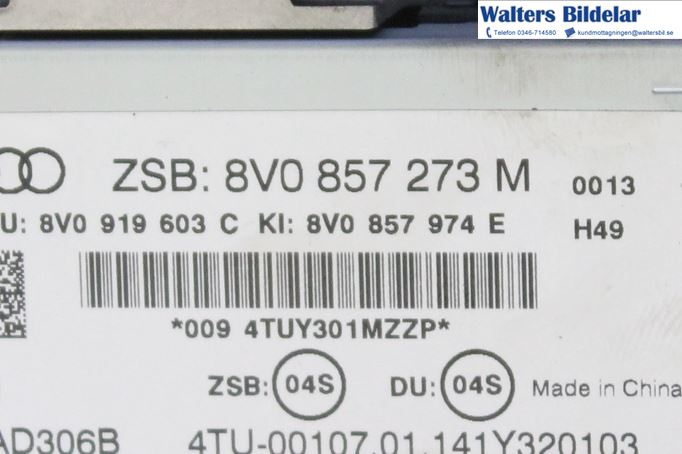 Walters Bildelar
Telefon 0346-714580 kundmottagningen@waltersbil.se
ZSB: 8V0 857 273 M 0013
U: 8V0 919 603 C KI: 8V0 857 974 E H49
*009 4TUY301MZZP*
ZSB: 04S DU: 04S Made in China
AD306B 4TU-00107.01.141Y320103